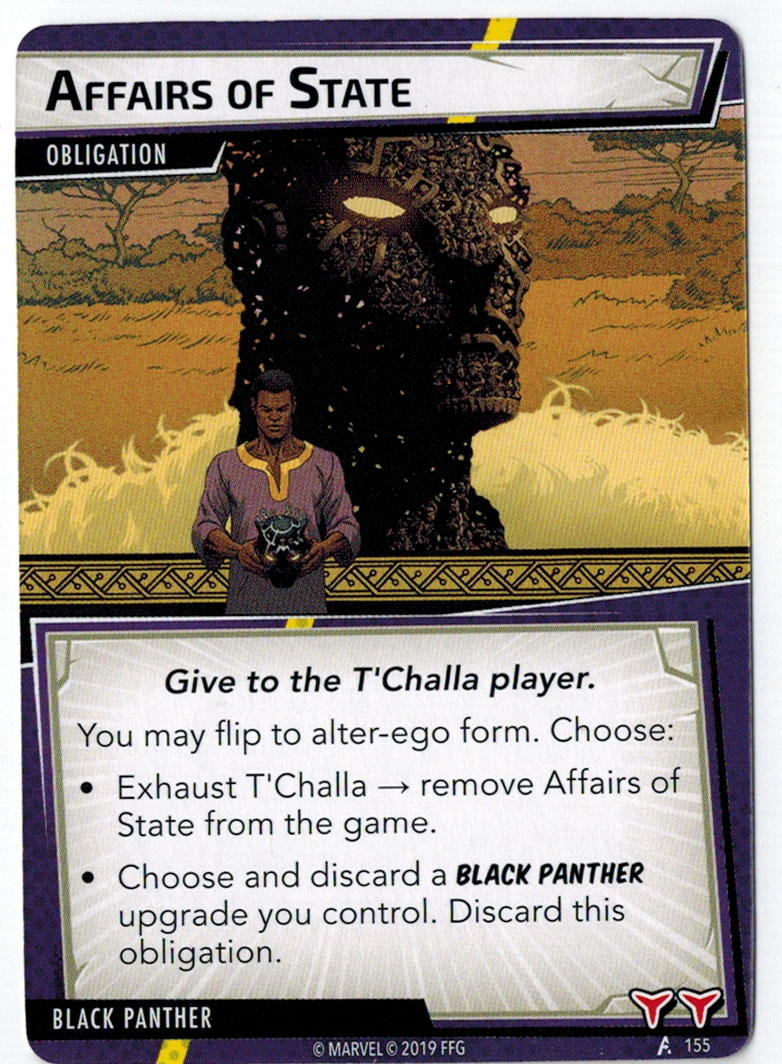 AFFAIRS OF STATE
OBLIGATION
Give to the T'Challa player.
You may flip to alter-ego form. Choose:
• Exhaust T'Challa → remove Affairs of
State from the game.
• Choose and discard a BLACK PANTHER
upgrade you control. Discard this
obligation.
BLACK PANTHER
© MARVEL © 2019 FFG
155